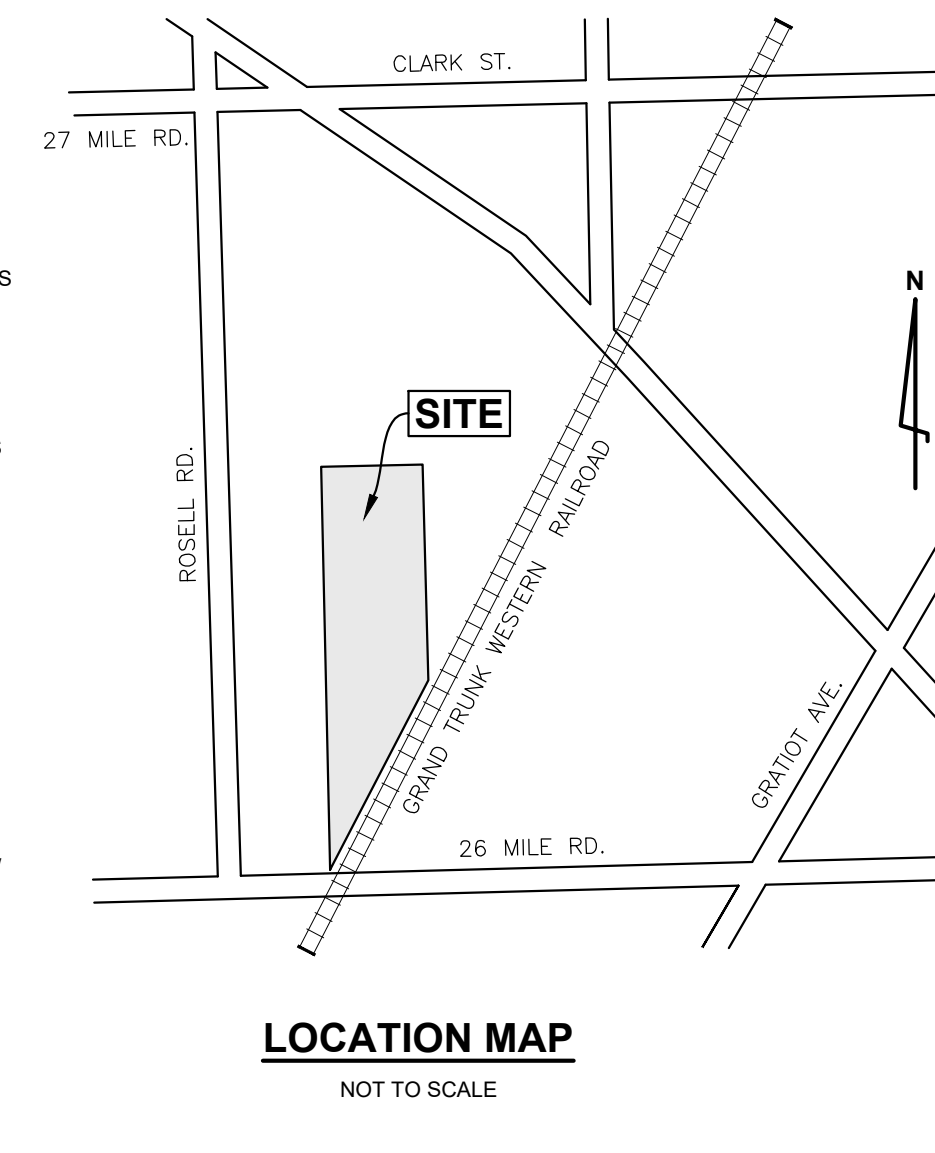 CLARK ST.
27 MILE RD.
S
N
SITE
ROSELL RD.
GRAND TRUNK WESTERN RAILROAD
GRATIOT AVE.
26 MILE RD.
LOCATION MAP
NOT TO SCALE